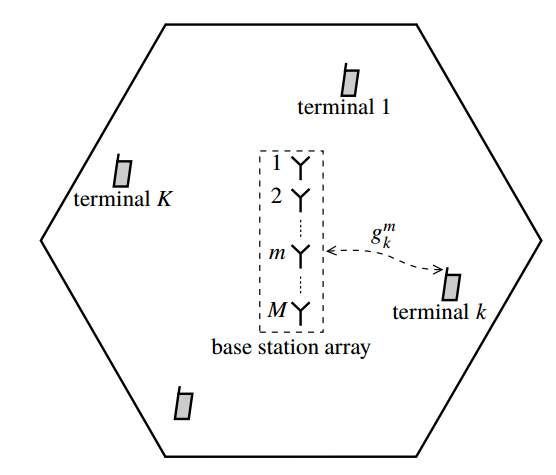 terminal 1
terminal K
1
2
m
M
g_k^m
terminal k
base station array